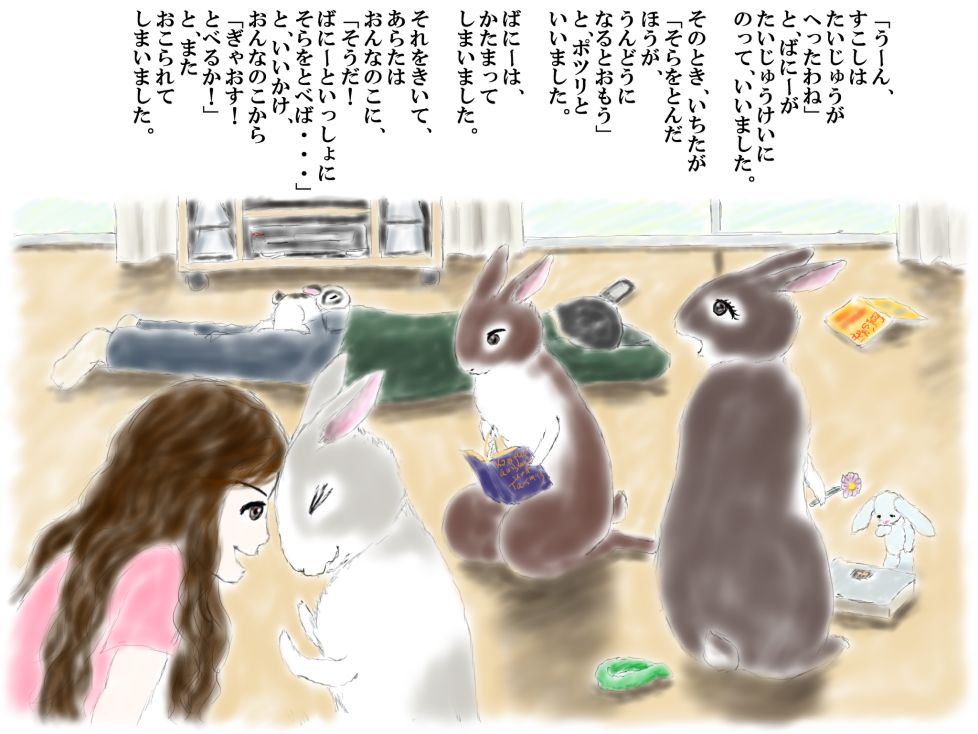 「うーん、
すこしは
たいじゅうが
へったわね」
と、ばにーが
たいじゅうけいに
のって、いいました。
そのとき、いちたが
「そらをとんだ
ほうが、
うんどうに
なるとおもう」
と、ポツリと
いいました。
ばにーは、
かたまって
しまいました。
それをきいて、
あらたは
おんなのこに、
「そうだ！
ばにーといっしょに
そらをとべば・・・」
と、いいかけ、
おんなのこから
「ぎゃおす！
とべるか！」
と、また
おこられて
しまいました。